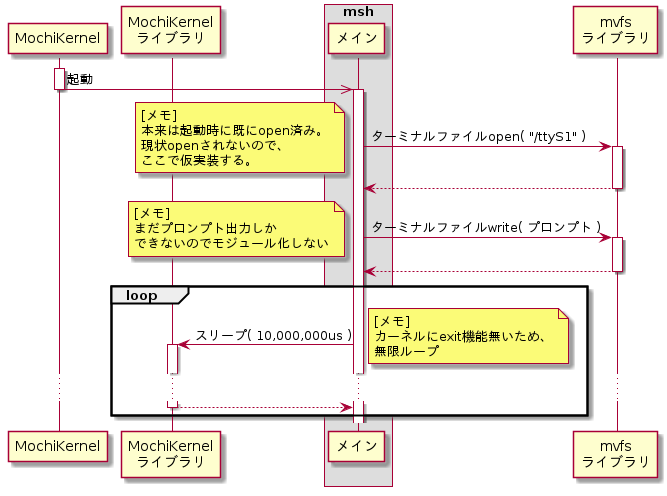 msh
MochiKernel
MochiKernel
ライブラリ
メイン
mvfs
ライブラリ
起動
[メモ]
本来は起動時に既にopen済み。
現状openされないので、
ここで仮実装する。
ターミナルファイルopen( "/ttyS1" )
[メモ]
まだプロンプト出力しか
できないのでモジュール化しない
ターミナルファイルwrite( プロンプト )
loop
スリープ( 10,000,000us )
[メモ]
カーネルにexit機能無いため、
無限ループ
MochiKernel
MochiKernel
ライブラリ
メイン
mvfs
ライブラリ